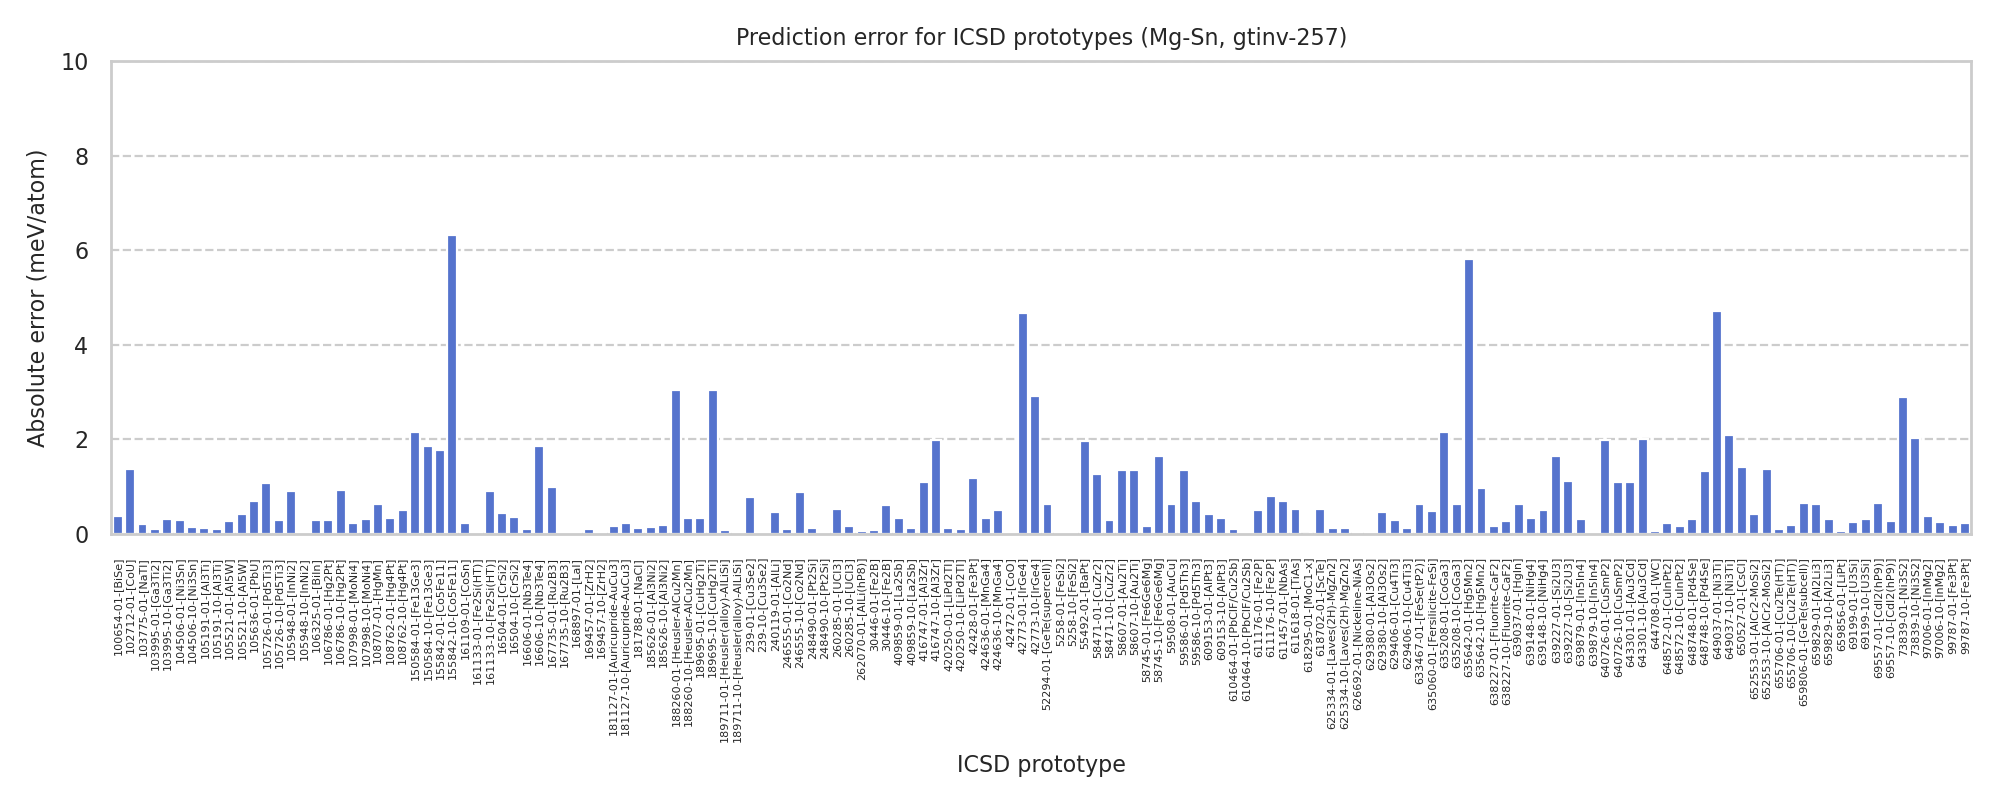 Prediction error for ICSD prototypes (Mg-Sn, gtinv-257)
Absolute error (meV/atom)
10
8
6
4
2
0
100654-01-[BiSe]
102712-01-[CoU]
103775-01-[NaTl]
103995-01-[Ga3Ti2]
103995-10-[Ga3Ti2]
104506-01-[Ni3Sn]
104506-10-[Ni3Sn]
105191-01-[Al3Ti]
105191-10-[Al3Ti]
105521-01-[Al5W]
105521-10-[Al5W]
105636-01-[PbU]
105726-01-[Pd5Ti3]
105726-10-[Pd5Ti3]
105948-01-[InNi2]
105948-10-[InNi2]
106325-01-[BiIn]
106786-01-[Hg2Pt]
106786-10-[Hg2Pt]
107998-01-[MoNi4]
107998-10-[MoNi4]
108707-01-[HgMn]
108762-01-[Hg4Pt]
108762-10-[Hg4Pt]
150584-01-[Fe13Ge3]
150584-10-[Fe13Ge3]
155842-01-[Co5Fe11]
155842-10-[Co5Fe11]
161109-01-[CoSn]
161133-01-[Fe2Si(HT)]
161133-10-[Fe2Si(HT)]
16504-01-[CrSi2]
16504-10-[CrSi2]
16606-01-[Nb3Te4]
16606-10-[Nb3Te4]
167735-01-[Ru2B3]
167735-10-[Ru2B3]
168897-01-[LaI]
169457-01-[ZrH2]
169457-10-[ZrH2]
181127-01-[Auricupride-AuCu3]
181127-10-[Auricupride-AuCu3]
181788-01-[NaCl]
185626-01-[Al3Ni2]
185626-10-[Al3Ni2]
188260-01-[Heusler-AlCu2Mn]
188260-10-[Heusler-AlCu2Mn]
189695-01-[CuHg2Ti]
189695-10-[CuHg2Ti]
189711-01-[Heusler(alloy)-AlLiSi]
189711-10-[Heusler(alloy)-AlLiSi]
239-01-[Cu3Se2]
239-10-[Cu3Se2]
240119-01-[AlLi]
246555-01-[Co2Nd]
246555-10-[Co2Nd]
248490-01-[Pt2Si]
248490-10-[Pt2Si]
260285-01-[UCl3]
260285-10-[UCl3]
262070-01-[AlLi(hP8)]
30446-01-[Fe2B]
30446-10-[Fe2B]
409859-01-[La2Sb]
409859-10-[La2Sb]
416747-01-[Al3Zr]
416747-10-[Al3Zr]
420250-01-[LiPd2Tl]
420250-10-[LiPd2Tl]
42428-01-[Fe3Pt]
424636-01-[MnGa4]
424636-10-[MnGa4]
42472-01-[CoO]
42773-01-[IrGe4]
42773-10-[IrGe4]
52294-01-[GeTe(supercell)]
5258-01-[FeSi2]
5258-10-[FeSi2]
55492-01-[BaPt]
58471-01-[CuZr2]
58471-10-[CuZr2]
58607-01-[Au2Ti]
58607-10-[Au2Ti]
58745-01-[Fe6Ge6Mg]
58745-10-[Fe6Ge6Mg]
59508-01-[AuCu]
59586-01-[Pd5Th3]
59586-10-[Pd5Th3]
609153-01-[AlPt3]
609153-10-[AlPt3]
610464-01-[PbClF/Cu2Sb]
610464-10-[PbClF/Cu2Sb]
611176-01-[Fe2P]
611176-10-[Fe2P]
611457-01-[NbAs]
611618-01-[TiAs]
618295-01-[MoC1-x]
618702-01-[ScTe]
625334-01-[Laves(2H)-MgZn2]
625334-10-[Laves(2H)-MgZn2]
626692-01-[Nickeline-NiAs]
629380-01-[Al3Os2]
629380-10-[Al3Os2]
629406-01-[Cu4Ti3]
629406-10-[Cu4Ti3]
633467-01-[FeSe(tP2)]
635060-01-[Fersilicite-FeSi]
635208-01-[CoGa3]
635208-10-[CoGa3]
635642-01-[Hg5Mn2]
635642-10-[Hg5Mn2]
638227-01-[Fluorite-CaF2]
638227-10-[Fluorite-CaF2]
639037-01-[HgIn]
639148-01-[NiHg4]
639148-10-[NiHg4]
639227-01-[Si2U3]
639227-10-[Si2U3]
639879-01-[In5In4]
639879-10-[In5In4]
640726-01-[CuSmP2]
640726-10-[CuSmP2]
643301-01-[Au3Cd]
643301-10-[Au3Cd]
644708-01-[WC]
648572-01-[CuInPt2]
648572-10-[CuInPt2]
648748-01-[Pd4Se]
648748-10-[Pd4Se]
649037-01-[Ni3Ti]
649037-10-[Ni3Ti]
650527-01-[CsCl]
652553-01-[AlCr2-MoSi2]
652553-10-[AlCr2-MoSi2]
655706-01-[Cu2Te(HT)]
655706-10-[Cu2Te(HT)]
659806-01-[GeTe(subcell)]
659829-01-[Al2Li3]
659829-10-[Al2Li3]
659856-01-[LiPt]
69199-01-[U3Si]
69199-10-[U3Si]
69557-01-[CdI2(hP9)]
69557-10-[CdI2(hP9)]
73839-01-[Ni3S2]
73839-10-[Ni3S2]
97006-01-[InMg2]
97006-10-[InMg2]
99787-01-[Fe3Pt]
99787-10-[Fe3Pt]
ICSD prototype